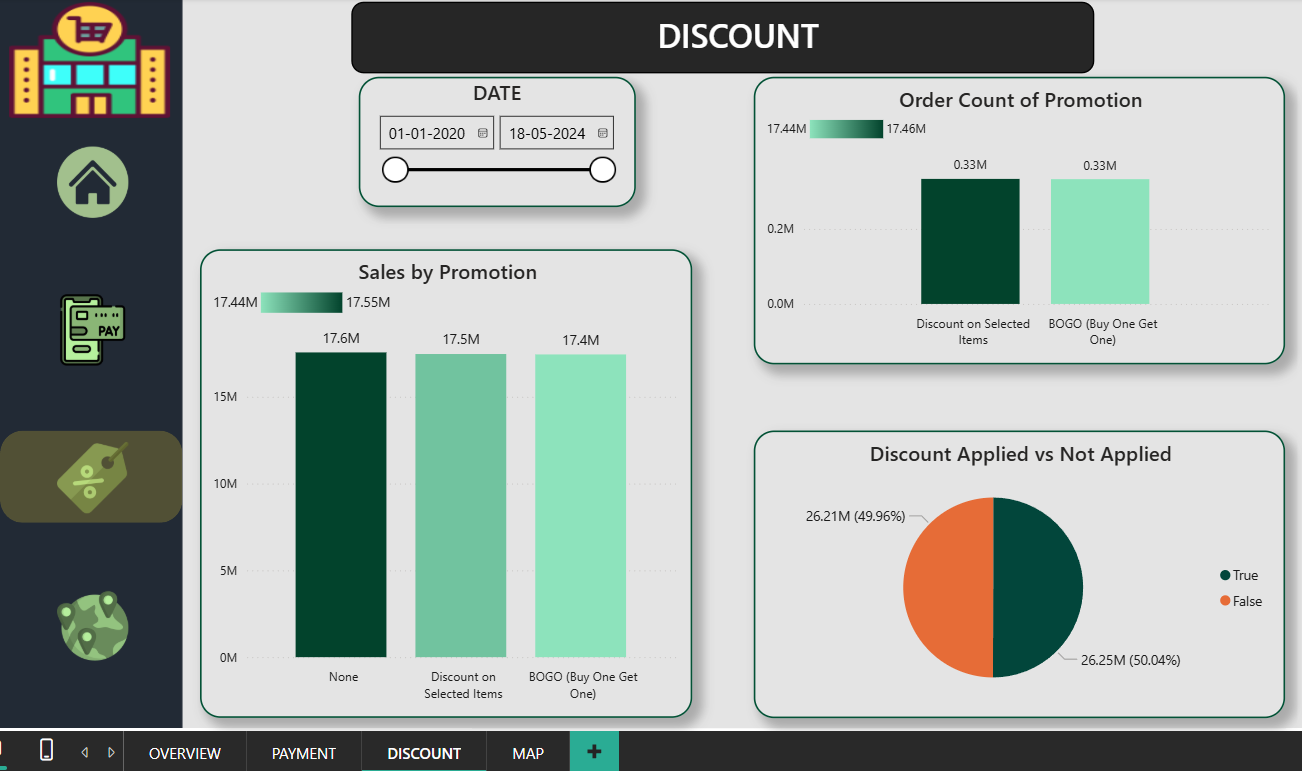 DISCOUNT
DATE
01-01-2020
18-05-2024
Order Count of Promotion
17.44M
17.46M
0.33M
0.33M
0.2M
0.0M
Discount on Selected
Items
BOGO (Buy One Get
One)
Sales by Promotion
17.44M
17.55M
17.6M
17.5M
17.4M
15M
10M
5M
0M
None
Discount on
Selected Items
BOGO (Buy One Get
One)
Discount Applied vs Not Applied
26.21M (49.96%)
True
False
26.25M (50.04%)
PAY
%
OVERVIEW
PAYMENT
DISCOUNT
MAP
+